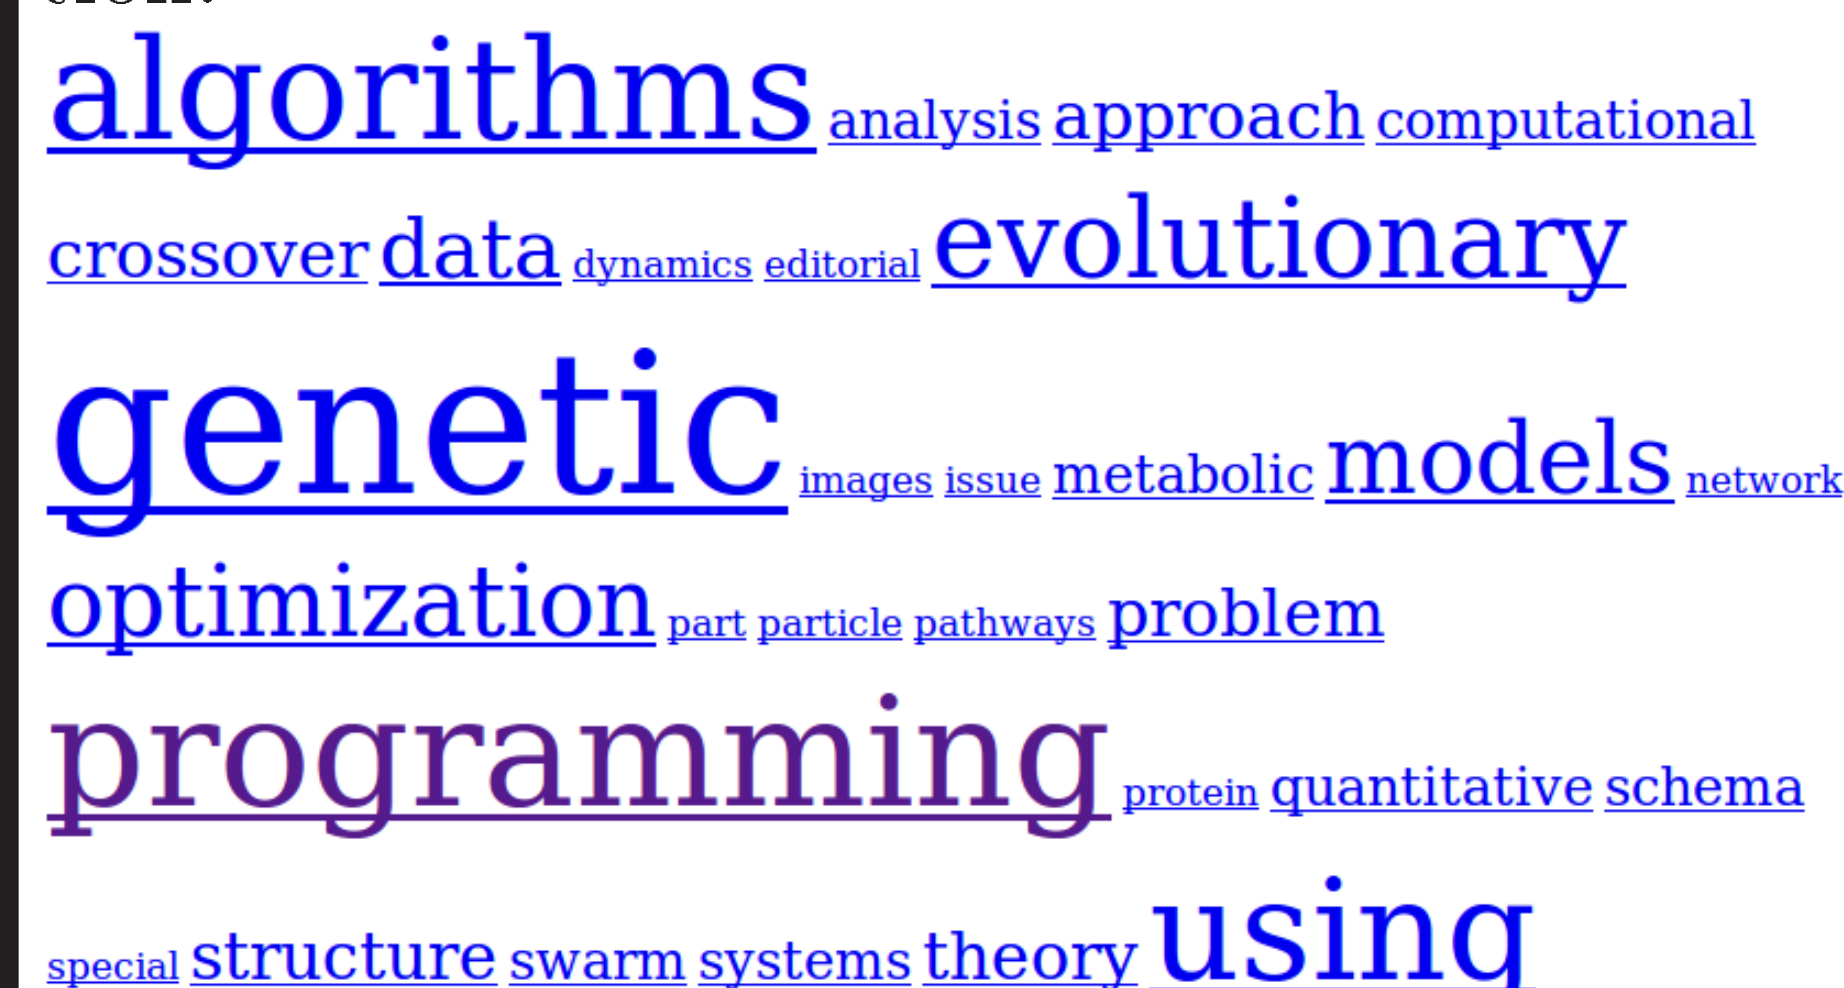 algorithms analysis approach computational
crossover data dynamics editorial evolutionary
genetic images issue metabolic models network
optimization part particle pathways problem
programming protein quantitative schema
special structure swarm systems theory using